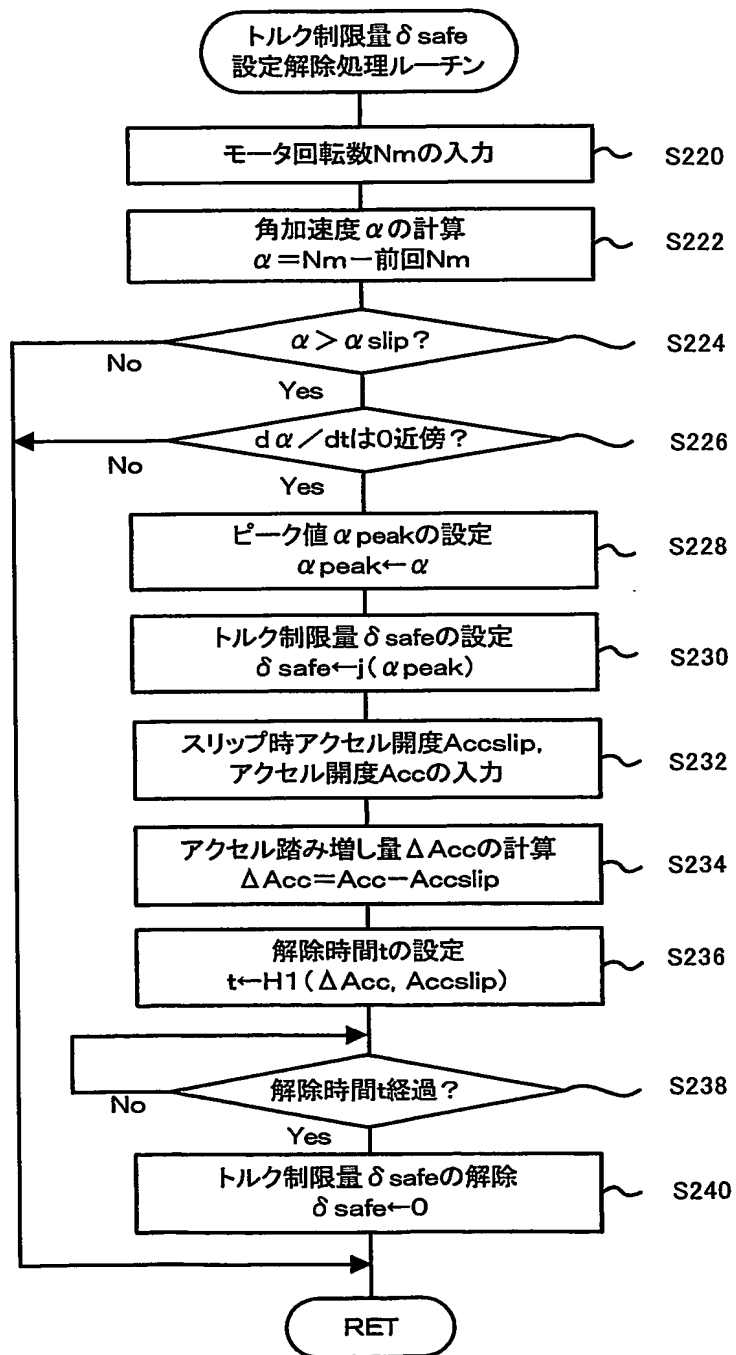 トルク制限量δsafe
設定解除処理ルーチン
モータ回転数Nmの入力
S220
角加速度αの計算
α=Nm−前回Nm
S222
α>αslip?
S224
No
Yes
dα/dtは0近傍?
S226
No
Yes
ピーク値αpeakの設定
αpeak←α
S228
トルク制限量δsafeの設定
δsafe←j(αpeak)
S230
スリップ時アクセル開度Accslip,
アクセル開度Accの入力
S232
アクセル踏み増し量ΔAccの計算
ΔAcc=Acc−Accslip
S234
解除時間tの設定
t←H1(ΔAcc, Accslip)
S236
解除時間t経過?
S238
No
Yes
トルク制限量δsafeの解除
δsafe←0
S240
RET